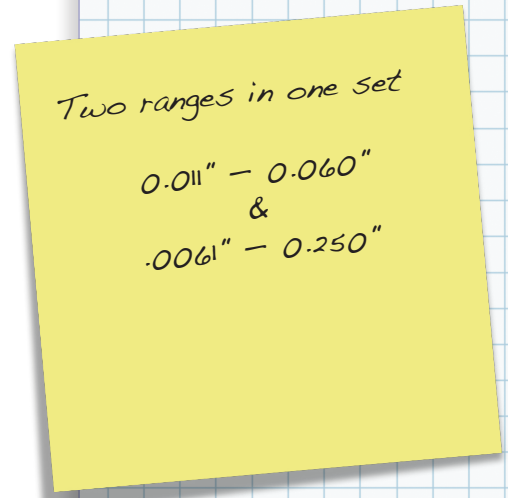 Two ranges in one set
0.011" – 0.060"
&
.0061" – 0.250"